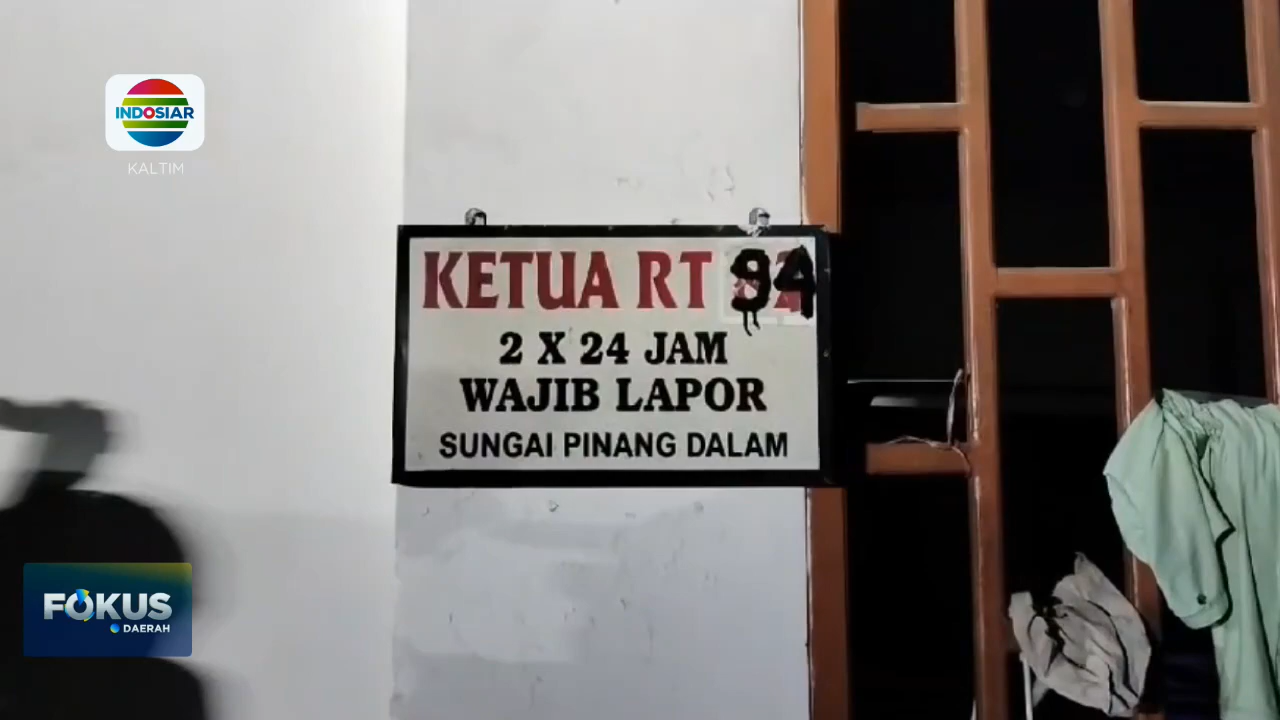 INDOSIAR
KALTIM
KETUA RT 94
2 X 24 JAM
WAJIB LAPOR
SUNGAI PINANG DALAM
FOKUS
DAERAH